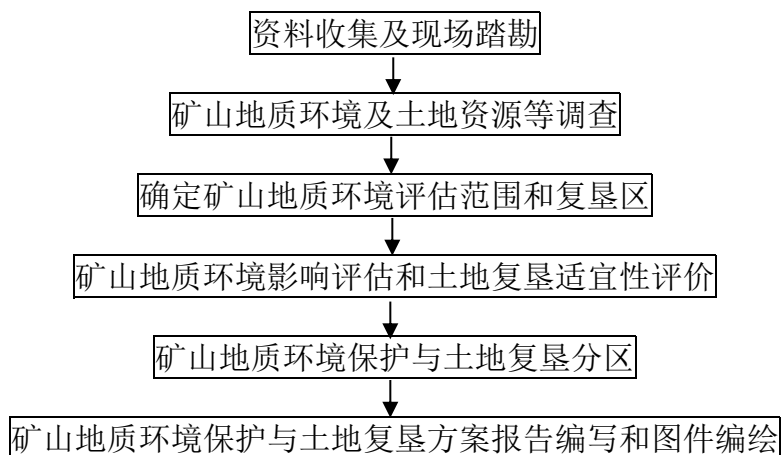 资料收集及现场踏勘
矿山地质环境及土地资源等调查
确定矿山地质环境评估范围和复垦区
矿山地质环境影响评估和土地复垦适宜性评价
矿山地质环境保护与土地复垦分区
矿山地质环境保护与土地复垦方案报告编写和图件编绘